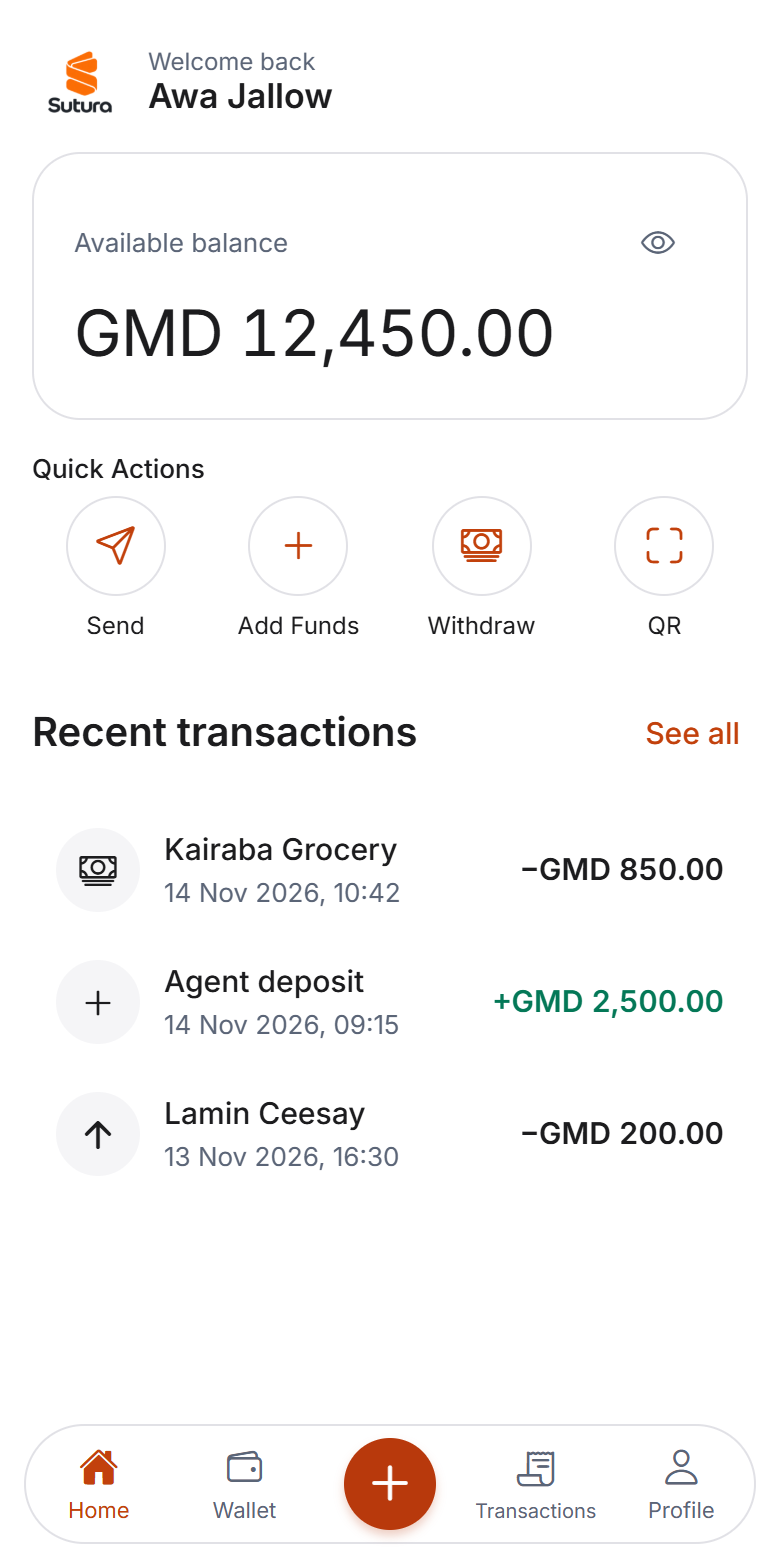 Sutura
Welcome back
Awa Jallow
Available balance
GMD 12,450.00
Quick Actions
Send
Add Funds
Withdraw
QR
Recent transactions
See all
Kairaba Grocery
14 Nov 2026, 10:42
−GMD 850.00
Agent deposit
14 Nov 2026, 09:15
+GMD 2,500.00
Lamin Ceesay
13 Nov 2026, 16:30
−GMD 200.00
Home
Wallet
Transactions
Profile